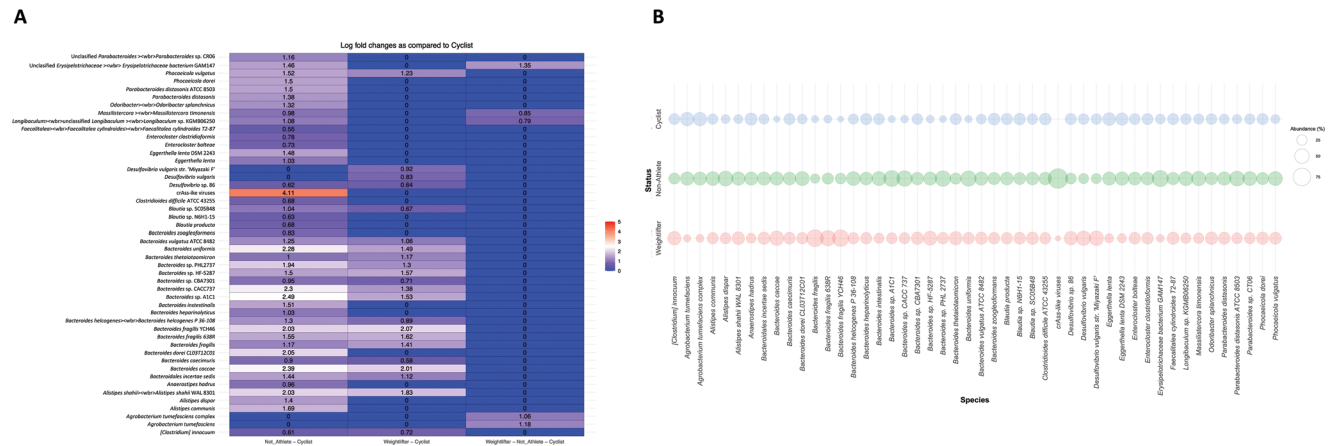 A
Log fold changes as compared to Cyclist
Unclassified Parabacteroides ><wbr>Parabacteroides sp. CR06 1.16 0 0
Unclassified Erysipelotrichaceae ><wbr> Erysipelotrichaceae bacterium GAM147 1.46 0 1.35
Phocaeicola vulgatus 1.52 1.23 0
Phocaeicola dorei 1.5 0 0
Parabacteroides distasonis ATCC 8503 1.5 0 0
Parabacteroides distasonis 1.38 0 0
Odoribacter><wbr>Odoribacter splanchnicus 1.32 0 0
Massilistercora ><wbr>Massilistercora timonensis 0.98 0 0.85
Longibaculum><wbr>unclassified Longibaculum ><wbr>Longibaculum sp. KGMB06250 1.08 0 0.79
Faecalitalea><wbr>Faecalitalea cylindroides><wbr>Faecalitalea cylindroides T2-87 0.55 0 0
Enterocloster clostridioformis 0.78 0 0
Enterocloster bolteae 0.73 0 0
Eggerthella lenta DSM 2243 1.48 0 0
Eggerthella lenta 1.03 0 0
Desulfovibrio vulgaris str. 'Miyazaki F' 0 0.92 0
Desulfovibrio vulgaris 0 0.83 0
Desulfovibrio sp. 86 0.62 0.64 0
crAss-like viruses 4.11 0 0
Clostridioides difficile ATCC 43255 0.68 0 0
Blautia sp. SC05B48 1.04 0.67 0
Blautia sp. N6H1-15 0.63 0 0
Blautia producta 0.68 0 0
Bacteroides zoogleoformans 0.83 0 0
Bacteroides vulgatus ATCC 8482 1.25 1.06 0
Bacteroides uniformis 2.28 1.49 0
Bacteroides thetaiotaomicron 1 1.17 0
Bacteroides sp. PHL2737 1.94 1.3 0
Bacteroides sp. HF-5287 1.5 1.57 0
Bacteroides sp. CBA7301 0.95 0.71 0
Bacteroides sp. CACC737 2.3 1.38 0
Bacteroides sp. A1C1 2.49 1.53 0
Bacteroides intestinalis 1.21 0 0
Bacteroides heparinolyticus 1.03 0 0
Bacteroides helcogenes><wbr>Bacteroides helcogenes P 36-108 1.3 0.89 0
Bacteroides fragilis YCH46 2.03 2.07 0
Bacteroides fragilis 638R 1.55 1.62 0
Bacteroides fragilis 1.17 1.41 0
Bacteroides dorei CL03T12C01 2.05 0 0
Bacteroides caecimuris 0.9 0.58 0
Bacteroides caccae 2.39 2.01 0
Bacteroidales incertae sedis 1.44 1.12 0
Anaerostipes hadrus 0.96 0 0
Alistipes shahii><wbr>Alistipes shahii WAL 8301 2.03 1.83 0
Alistipes dispar 1.4 0 0
Alistipes communis 1.69 0 0
Agrobacterium tumefasciens complex 0 0 1.06
Agrobacterium tumefasciens 0 0 1.18
[Clostridium] innocuum 0.61 0.72 0
Not_Athlete – Cyclist
Weightlifter – Cyclist
Weightlifter – Not_Athlete – Cyclist
5
4
3
2
1
0
B
Status
Cyclist
Non-Athlete
Weightlifter
Abundance (%)
25
50
75
[Clostridium] innocuum
Agrobacterium tumefaciens
Agrobacterium tumefaciens complex
Alistipes communis
Alistipes dispar
Alistipes shahii WAL 8301
Anaerostipes hadrus
Bacteroidales incertae sedis
Bacteroides caccae
Bacteroides caecimuris
Bacteroides dorei CL03T12C01
Bacteroides fragilis
Bacteroides fragilis 638R
Bacteroides fragilis YCH46
Bacteroides helcogenes P 36-108
Bacteroides heparinolyticus
Bacteroides intestinalis
Bacteroides sp. A1C1
Bacteroides sp. CACC 737
Bacteroides sp. CBA7301
Bacteroides sp. HF-5287
Bacteroides sp. PHL 2737
Bacteroides thetaiotaomicron
Bacteroides uniformis
Bacteroides vulgatus ATCC 8482
Bacteroides zoogleoformans
Blautia producta
Blautia sp. N6H1-15
Blautia sp. SC05B48
Clostridioides difficile ATCC 43255
crAss-like viruses
Desulfovibrio sp. 86
Desulfovibrio vulgaris
Desulfovibrio vulgaris str. 'Miyazaki F'
Eggerthella lenta
Eggerthella lenta DSM 2243
Enterocloster bolteae
Enterocloster clostridioformis
Erysipelotrichaceae bacterium GAM147
Faecalitalea cylindroides T2-87
Longibaculum sp. KGMB06250
Massilistercora timonensis
Odoribacter splanchnicus
Parabacteroides distasonis
Parabacteroides distasonis ATCC 8503
Parabacteroides sp. CT06
Phocaeicola dorei
Phocaeicola vulgatus
Species